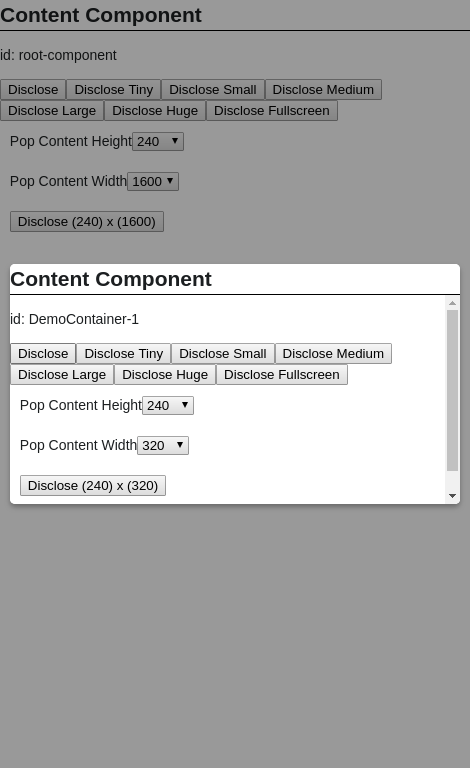 Content Component
id: root-component
Disclose Disclose Tiny Disclose Small Disclose Medium
Disclose Large Disclose Huge Disclose Fullscreen
Pop Content Height 240
Pop Content Width 1600
Disclose (240) x (1600)
Content Component
id: DemoContainer-1
Disclose Disclose Tiny Disclose Small Disclose Medium
Disclose Large Disclose Huge Disclose Fullscreen
Pop Content Height 240
Pop Content Width 320
Disclose (240) x (320)